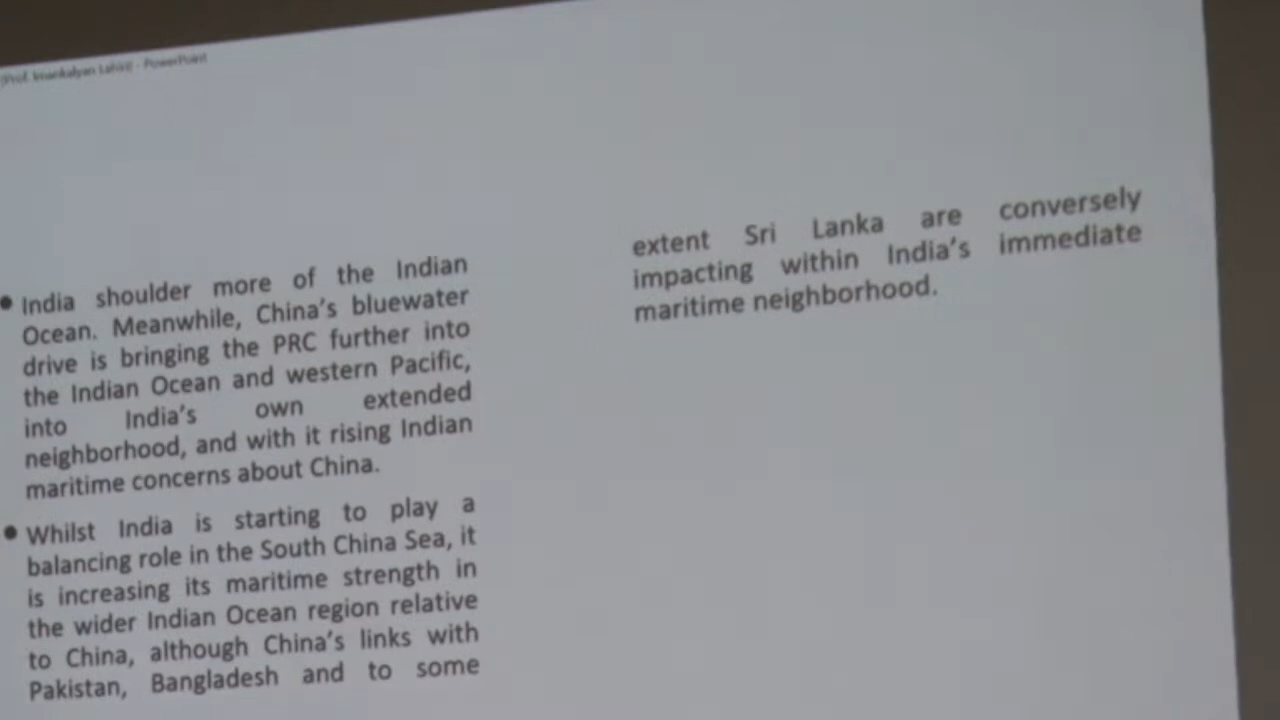 (Prof. Imankalyan Lahiri) - PowerPoint
• India shoulder more of the Indian
Ocean. Meanwhile, China's bluewater
drive is bringing the PRC further into
the Indian Ocean and western Pacific,
into India's own extended
neighborhood, and with it rising Indian
maritime concerns about China.
• Whilst India is starting to play a
balancing role in the South China Sea, it
is increasing its maritime strength in
the wider Indian Ocean region relative
to China, although China's links with
Pakistan, Bangladesh and to some
extent Sri Lanka are conversely
impacting within India's immediate
maritime neighborhood.